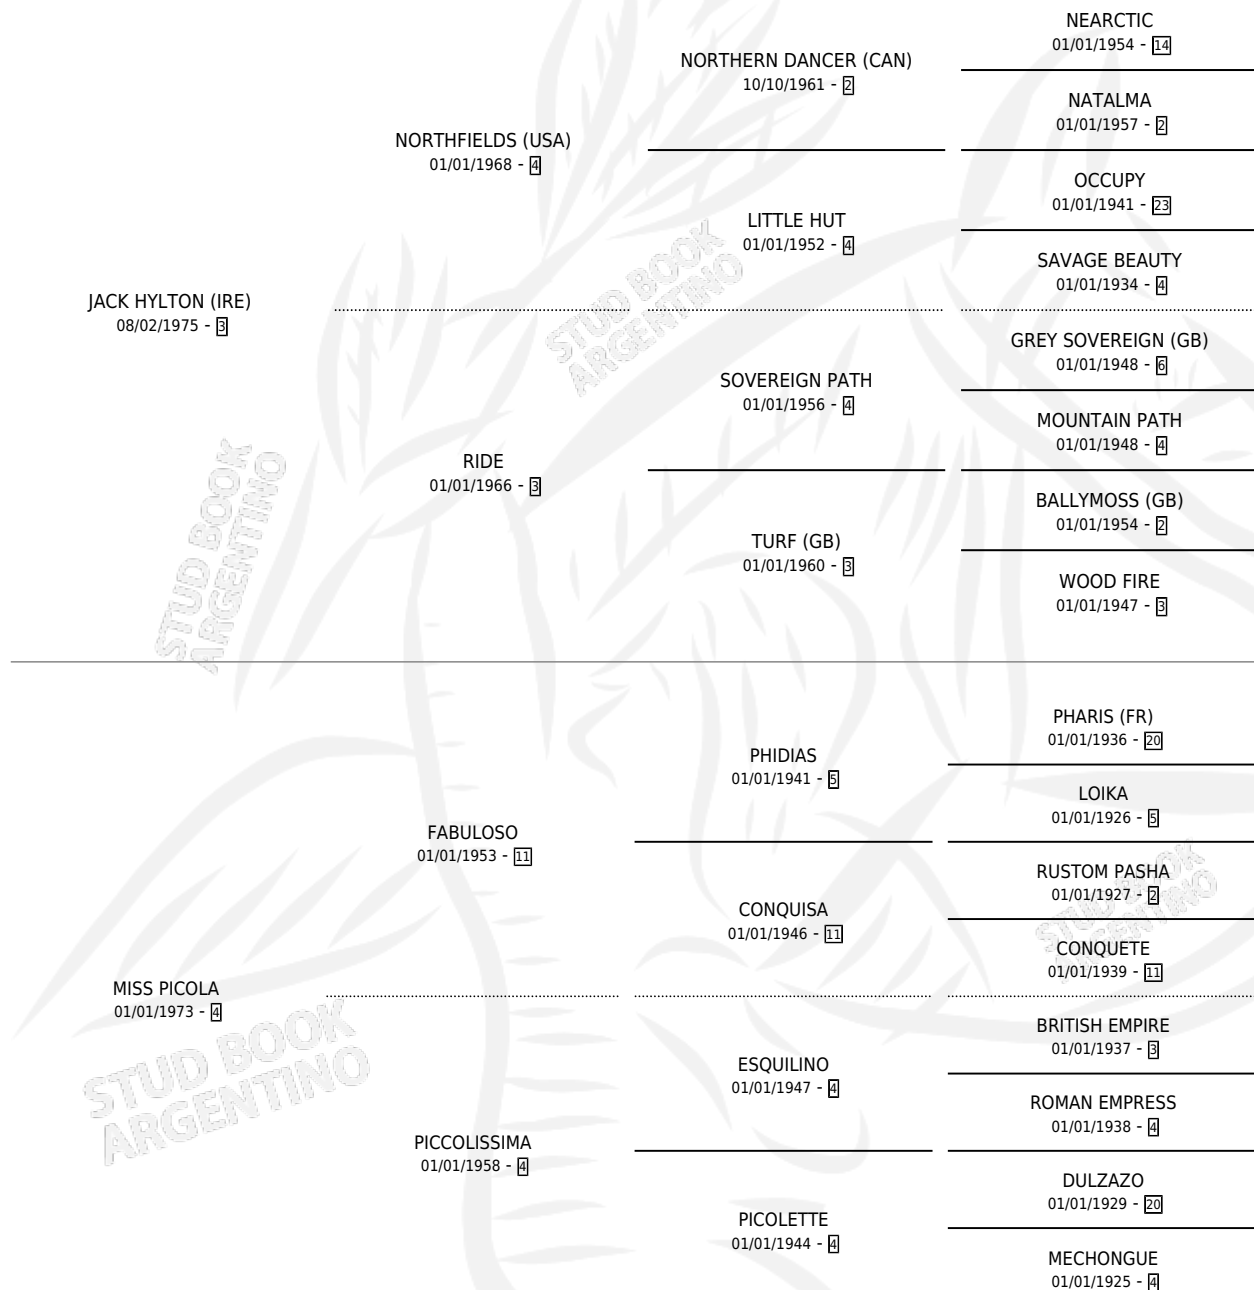 NEARCTIC
01/01/1954 - 14
NORTHERN DANCER (CAN)
10/10/1961 - 2
NATALMA
01/01/1957 - 2
NORTHFIELDS (USA)
01/01/1968 - 4
OCCUPY
01/01/1941 - 23
LITTLE HUT
01/01/1952 - 4
SAVAGE BEAUTY
01/01/1934 - 4
JACK HYLTON (IRE)
08/02/1975 - 3
GREY SOVEREIGN (GB)
01/01/1948 - 6
SOVEREIGN PATH
01/01/1956 - 4
MOUNTAIN PATH
01/01/1948 - 4
RIDE
01/01/1966 - 3
BALLYMOSS (GB)
01/01/1954 - 2
TURF (GB)
01/01/1960 - 3
WOOD FIRE
01/01/1947 - 3
STUD BOOK
ARGENTINO
STUD BOOK
ARGENTINO
PHARIS (FR)
01/01/1936 - 20
PHIDIAS
01/01/1941 - 5
LOIKA
01/01/1926 - 5
FABULOSO
01/01/1953 - 11
RUSTOM PASHA
01/01/1927 - 2
CONQUISA
01/01/1946 - 11
CONQUETE
01/01/1939 - 11
MISS PICOLA
01/01/1973 - 4
BRITISH EMPIRE
01/01/1937 - 3
ESQUILINO
01/01/1947 - 4
ROMAN EMPRESS
01/01/1938 - 4
PICCOLISSIMA
01/01/1958 - 4
DULZAZO
01/01/1929 - 20
PICOLETTE
01/01/1944 - 4
MECHONGUE
01/01/1925 - 4
STUD BOOK
ARGENTINO
STUD BOOK
ARGENTINO